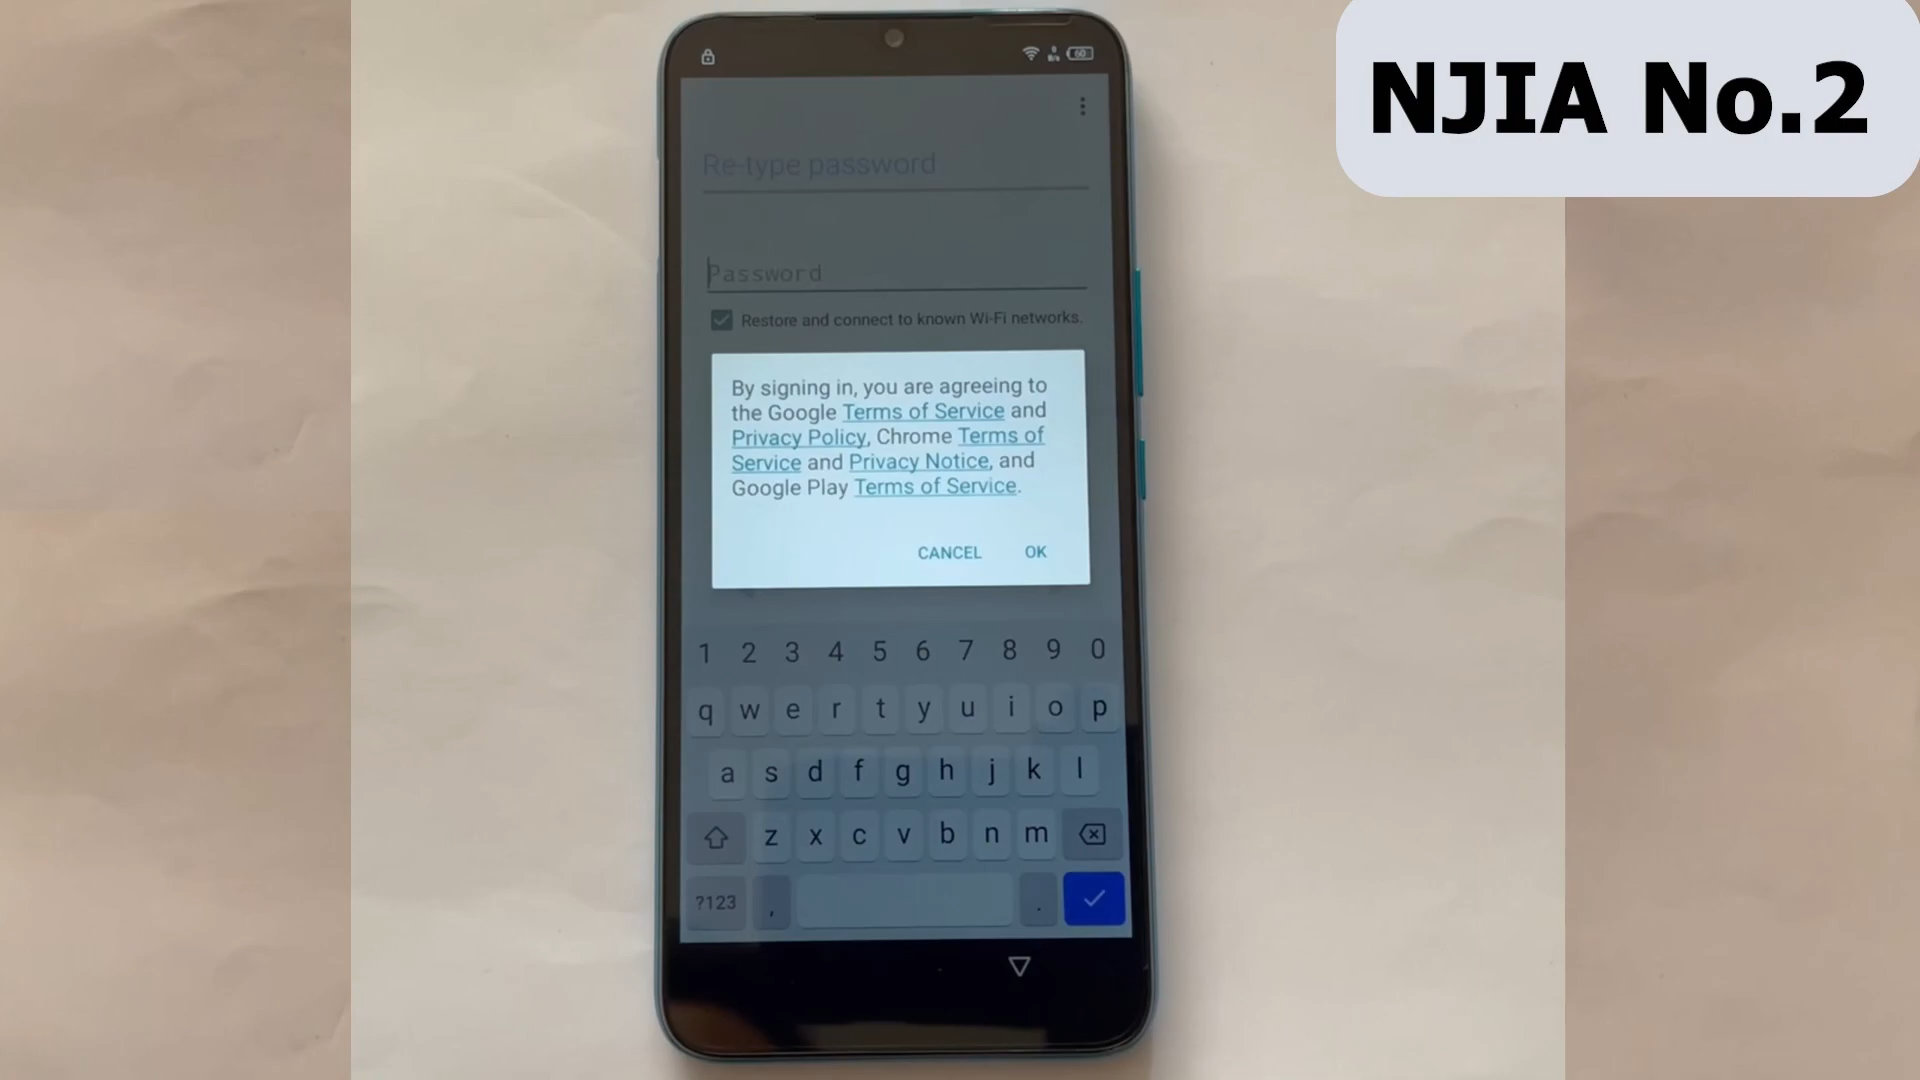 NJIA No.2
60
Re-type password
Password
Restore and connect to known Wi-Fi networks.
By signing in, you are agreeing to
the Google Terms of Service and
Privacy Policy, Chrome Terms of
Service and Privacy Notice, and
Google Play Terms of Service.
CANCEL OK
1 2 3 4 5 6 7 8 9 0
q w e r t y u i o p
a s d f g h j k l
z x c v b n m
?123 , .